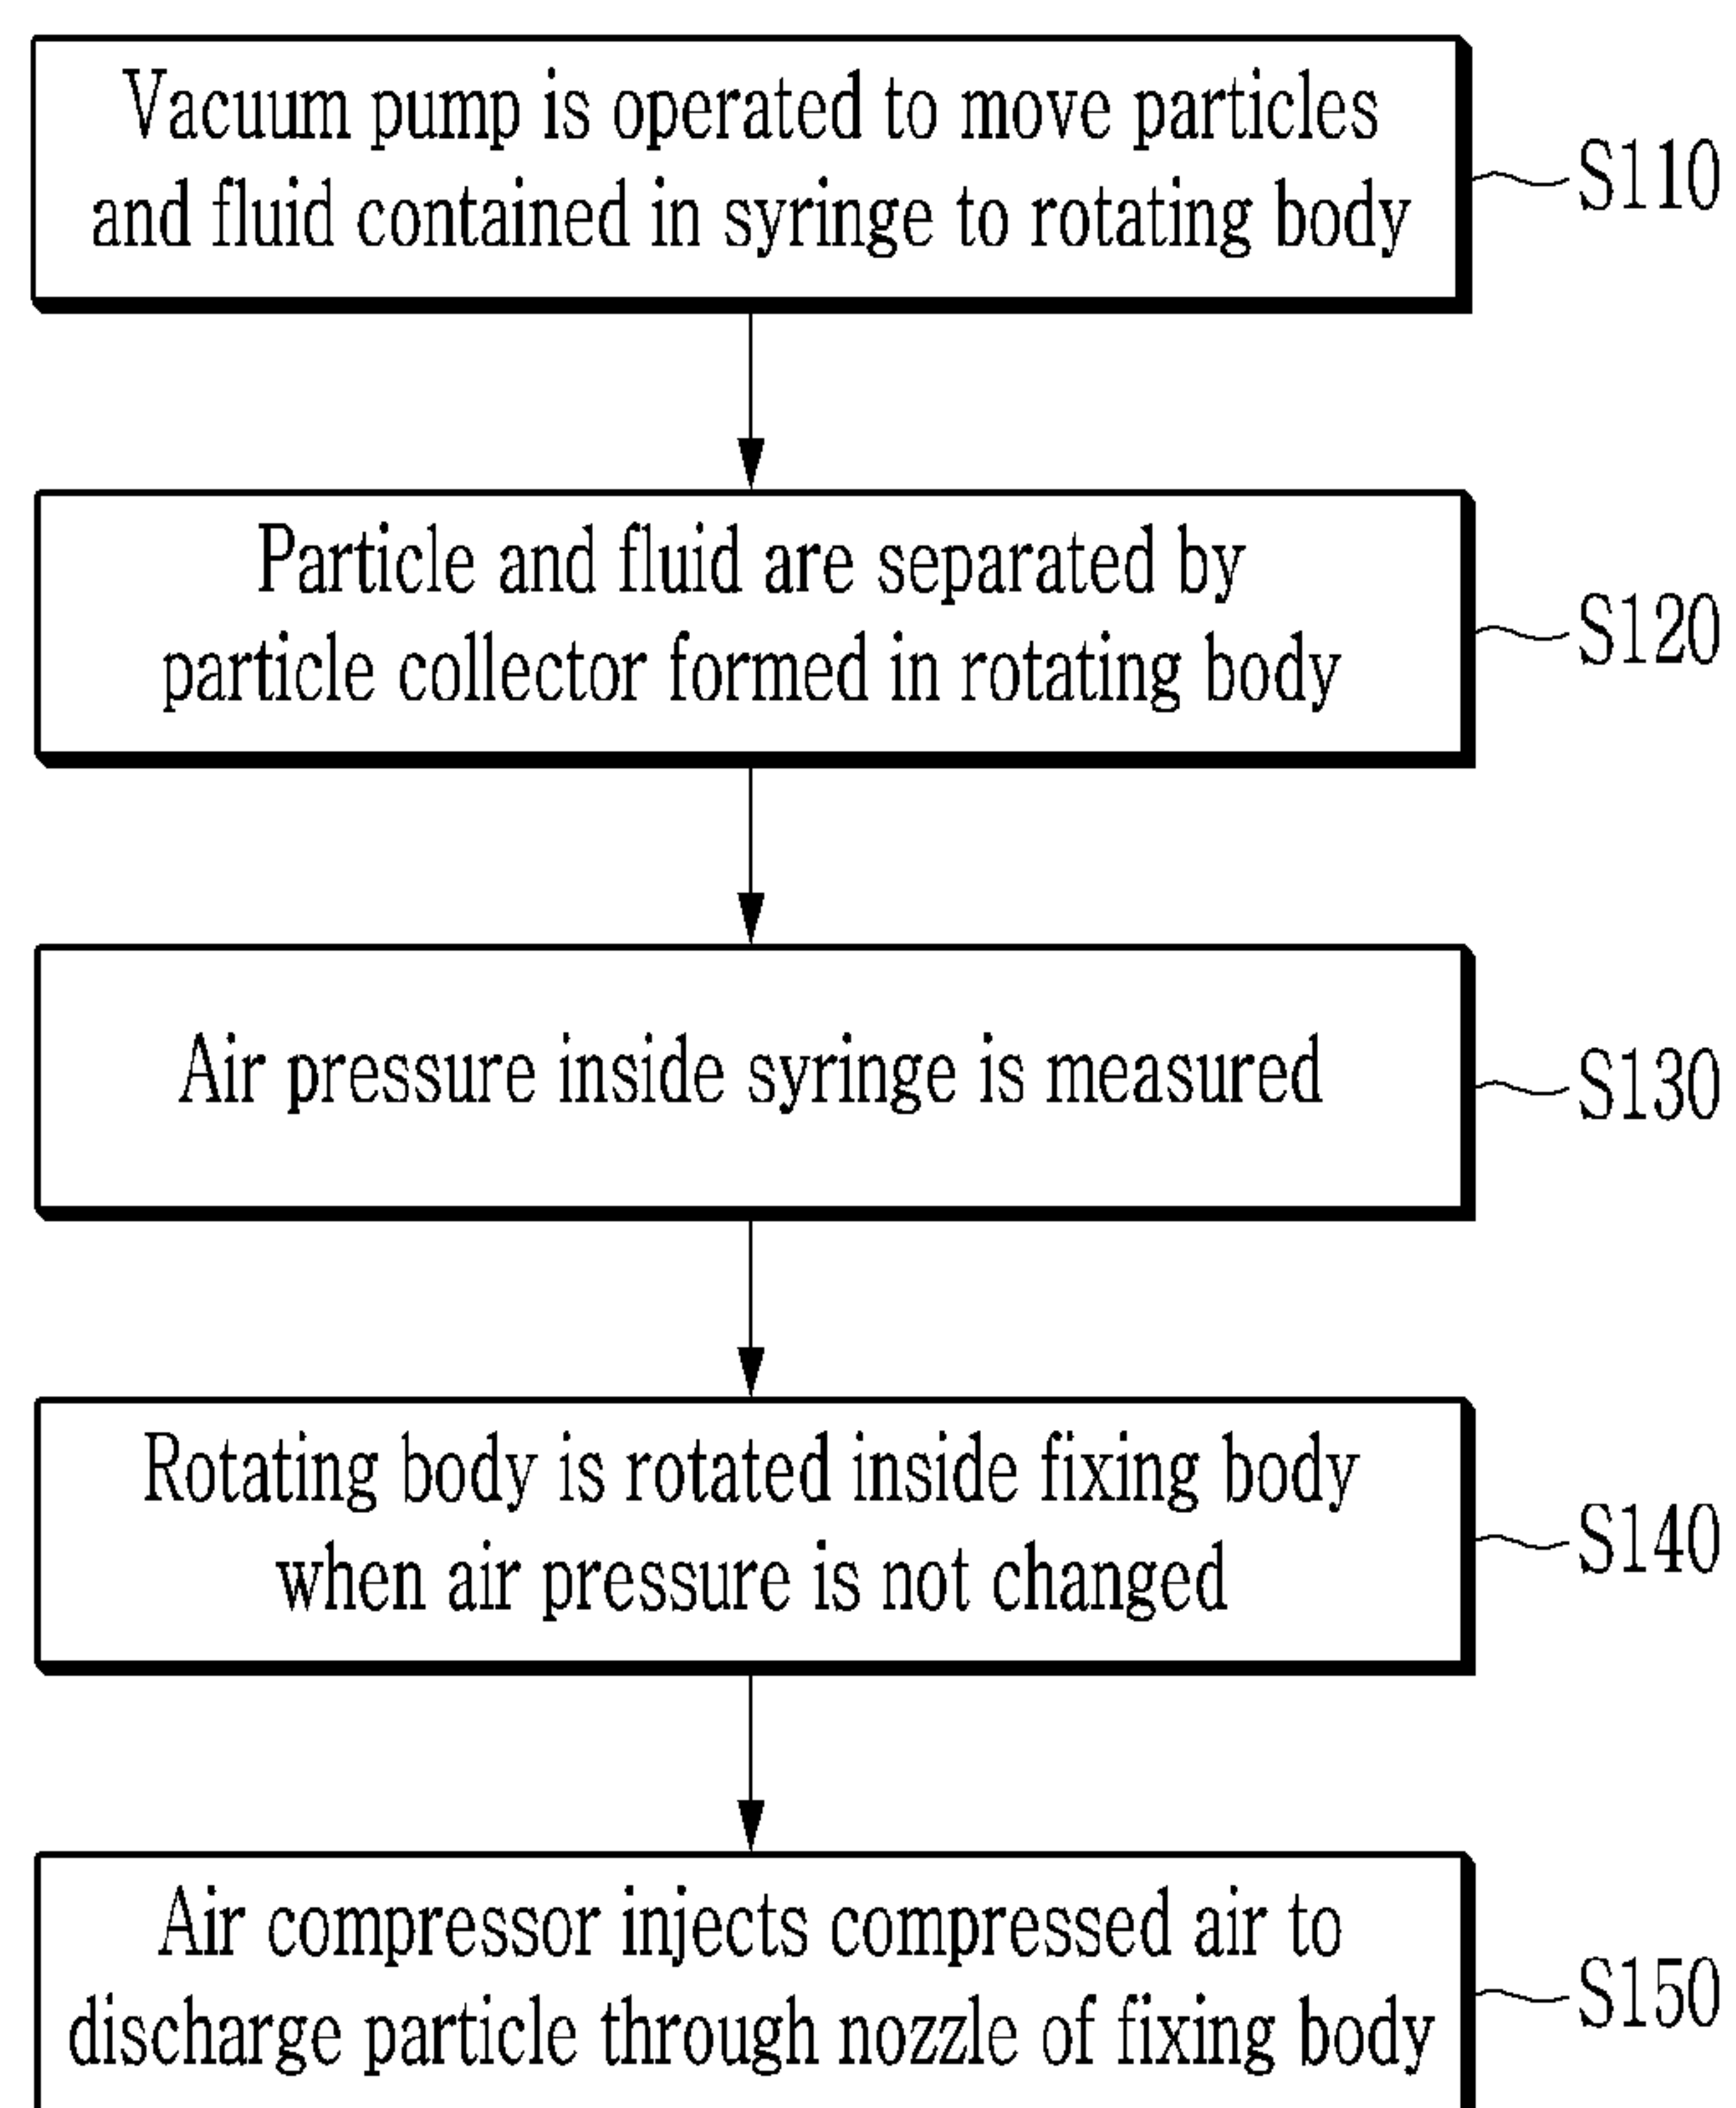 Vacuum pump is operated to move particles
and fluid contained in syringe to rotating body
S110
Particle and fluid are separated by
particle collector formed in rotating body
S120
Air pressure inside syringe is measured
S130
Rotating body is rotated inside fixing body
when air pressure is not changed
S140
Air compressor injects compressed air to
discharge particle through nozzle of fixing body
S150